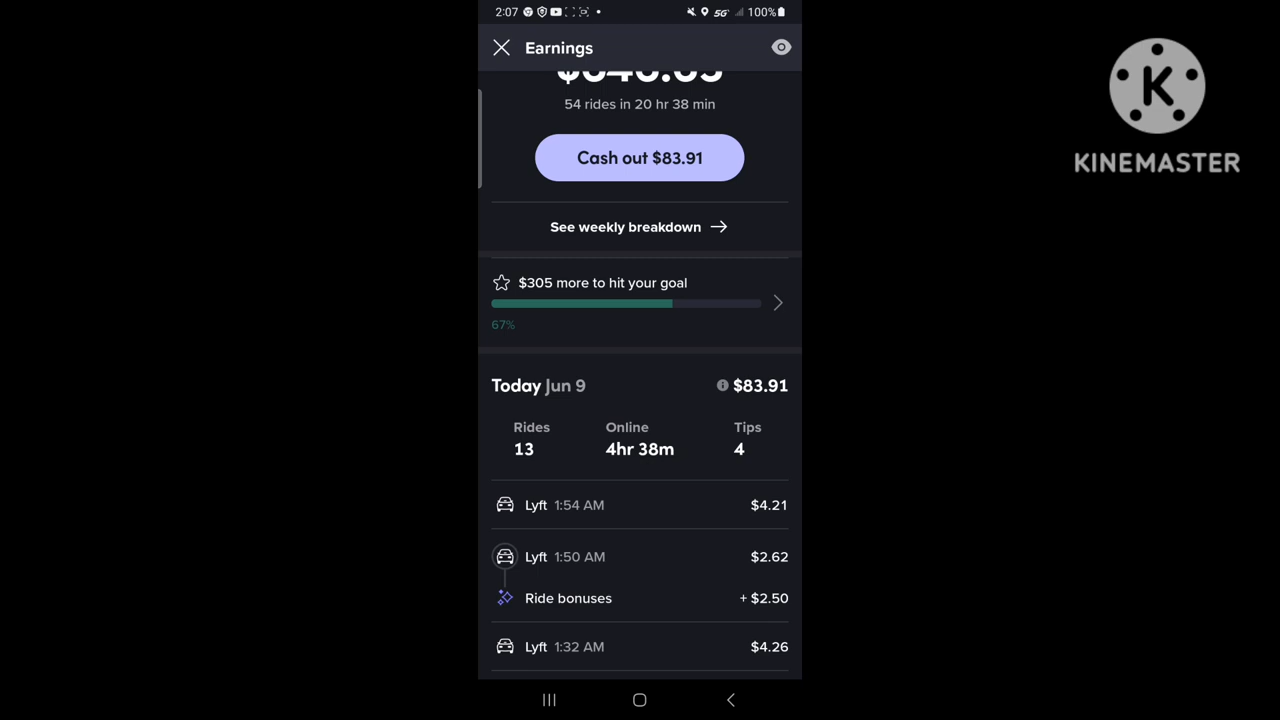 2:07 5G 100%
Earnings
54 rides in 20 hr 38 min
Cash out $83.91
See weekly breakdown
$305 more to hit your goal
67%
Today Jun 9 $83.91
Rides Online Tips
13 4hr 38m 4
Lyft 1:54 AM $4.21
Lyft 1:50 AM $2.62
Ride bonuses + $2.50
Lyft 1:32 AM $4.26
K
KINEMASTER